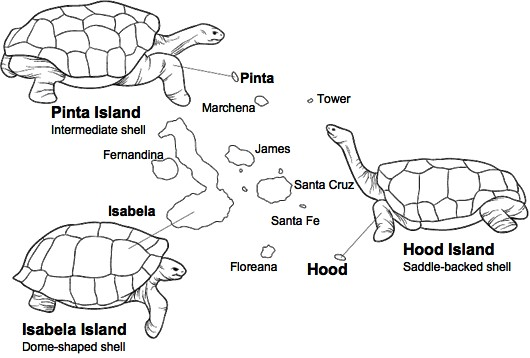 Pinta
Marchena
Tower
Pinta Island
Intermediate shell
Fernandina
James
Santa Cruz
Isabela
Santa Fe
Floreana
Hood
Hood Island
Saddle-backed shell
Isabela Island
Dome-shaped shell